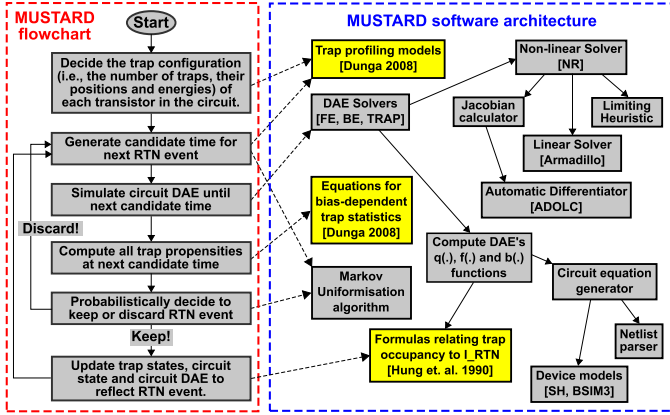 MUSTARD
flowchart
Start
Decide the trap configuration
(i.e., the number of traps, their
positions and energies) of
each transistor in the circuit.
Generate candidate time for
next RTN event
Simulate circuit DAE until
next candidate time
Discard!
Compute all trap propensities
at next candidate time
Probabilistically decide to
keep or discard RTN event
Keep!
Update trap states, circuit
state and circuit DAE to
reflect RTN event.
MUSTARD software architecture
Trap profiling models
[Dunga 2008]
DAE Solvers
[FE, BE, TRAP]
Equations for
bias-dependent
trap statistics
[Dunga 2008]
Markov
Uniformisation
algorithm
Formulas relating trap
occupancy to I_RTN
[Hung et. al. 1990]
Non-linear Solver
[NR]
Jacobian
calculator
Limiting
Heuristic
Linear Solver
[Armadillo]
Automatic Differentiator
[ADOLC]
Compute DAE's
q(.), f(.) and b(.)
functions
Circuit equation
generator
Netlist
parser
Device models
[SH, BSIM3]